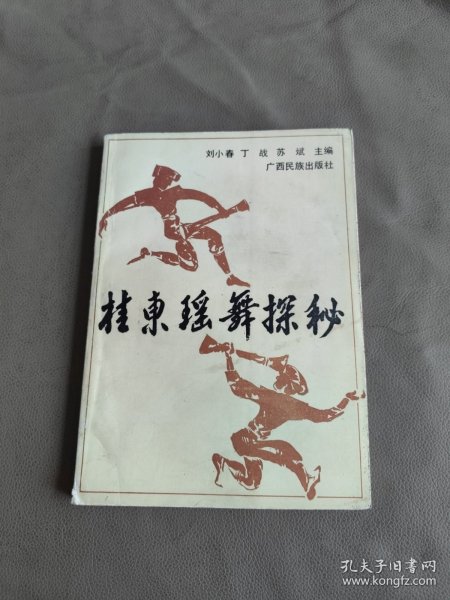 刘小春 丁 战 苏 斌 主编
广西民族出版社
桂東瑶舞探秘
孔夫子旧书网
www.kongfz.com